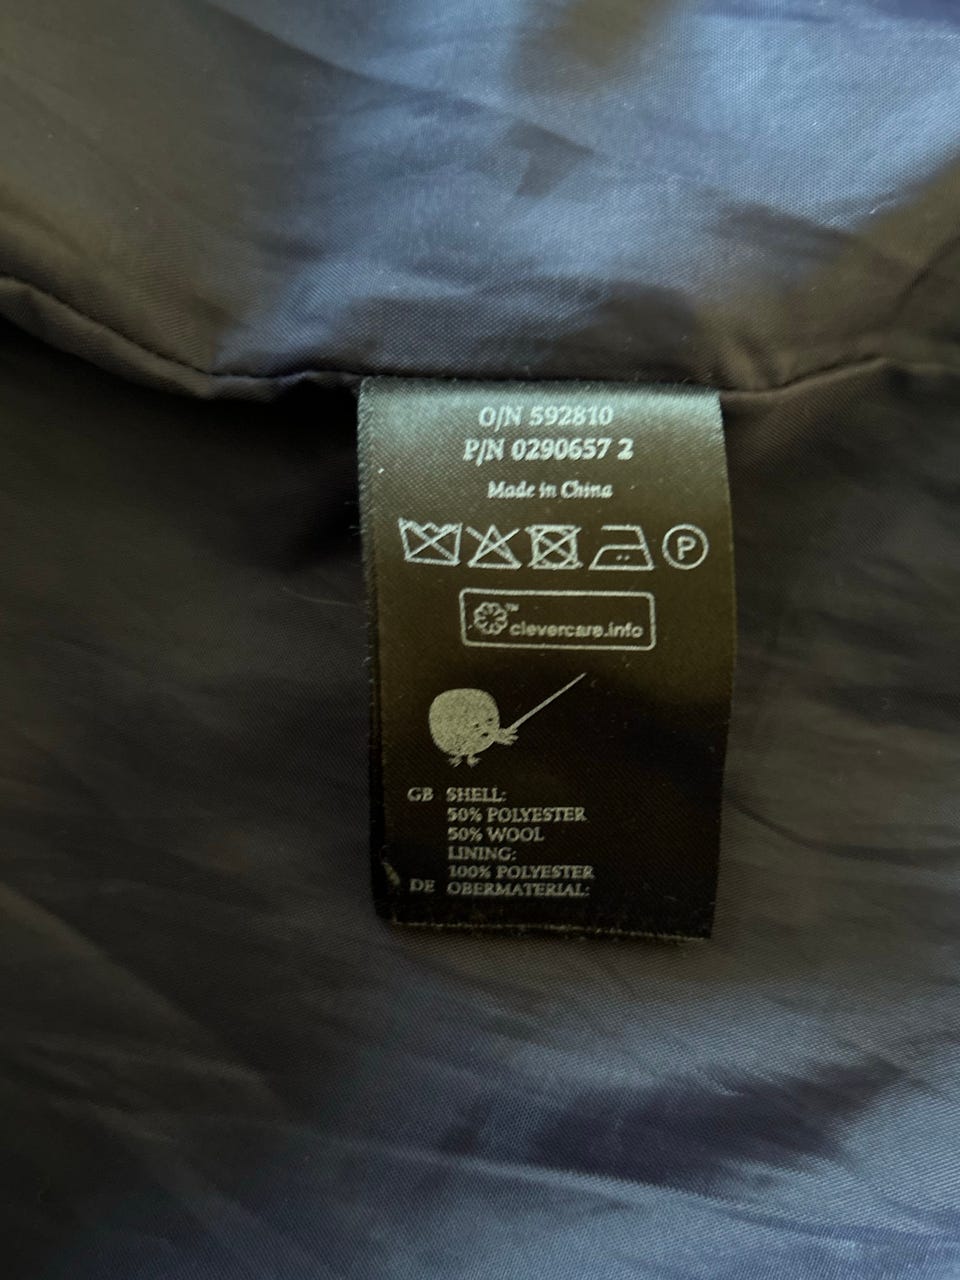 O/N 592810
P/N 0290657 2
Made in China
P
™
clevercare.info
GB SHELL:
50% POLYESTER
50% WOOL
LINING:
100% POLYESTER
DE OBERMATERIAL: